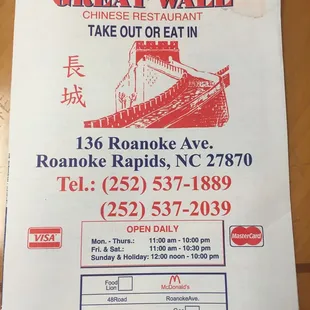 GREAT WALL
CHINESE RESTAURANT
TAKE OUT OR EAT IN
長
城
136 Roanoke Ave.
Roanoke Rapids, NC 27870
Tel.: (252) 537-1889
(252) 537-2039
OPEN DAILY
VISA
Mon. - Thurs.: 11:00 am - 10:00 pm
Fri. & Sat.: 11:00 am - 10:30 pm
Sunday & Holiday: 12:00 noon - 10:00 pm
MasterCard
Food
Lion
McDonald's
48Road
RoanokeAve.